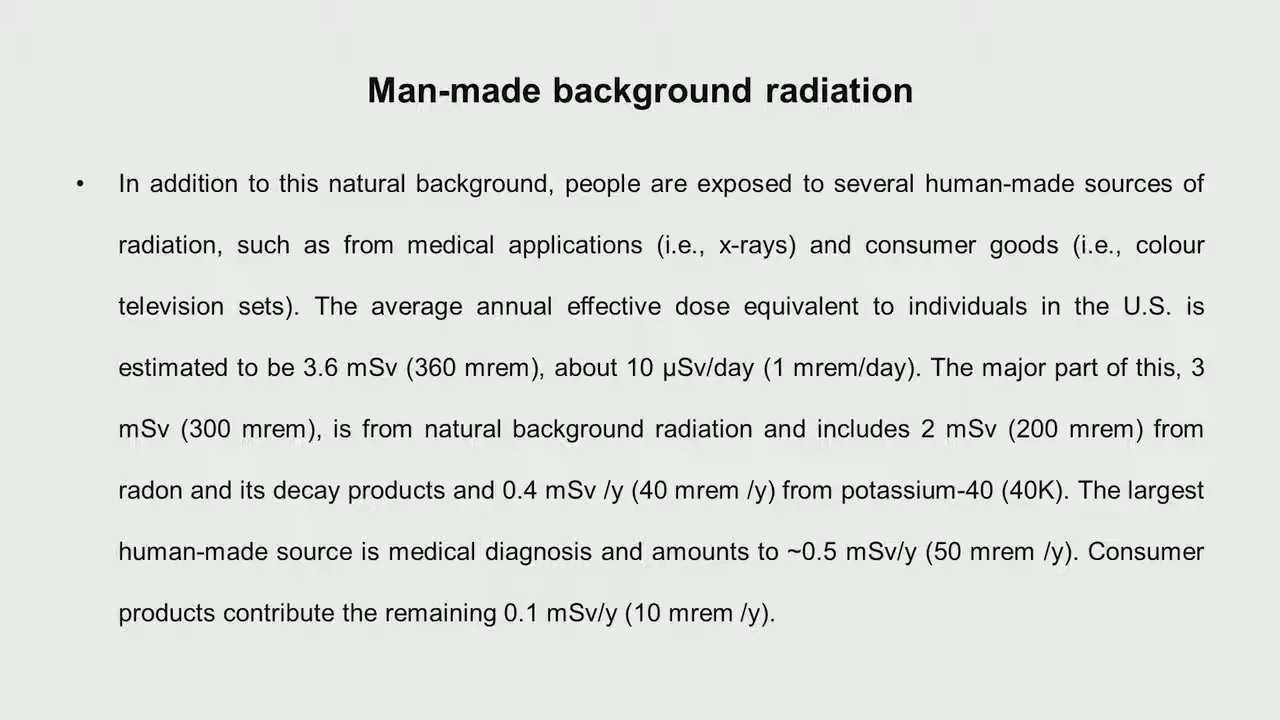 Man-made background radiation
• In addition to this natural background, people are exposed to several human-made sources of
radiation, such as from medical applications (i.e., x-rays) and consumer goods (i.e., colour
television sets). The average annual effective dose equivalent to individuals in the U.S. is
estimated to be 3.6 mSv (360 mrem), about 10 µSv/day (1 mrem/day). The major part of this, 3
mSv (300 mrem), is from natural background radiation and includes 2 mSv (200 mrem) from
radon and its decay products and 0.4 mSv /y (40 mrem /y) from potassium-40 (40K). The largest
human-made source is medical diagnosis and amounts to ~0.5 mSv/y (50 mrem /y). Consumer
products contribute the remaining 0.1 mSv/y (10 mrem /y).